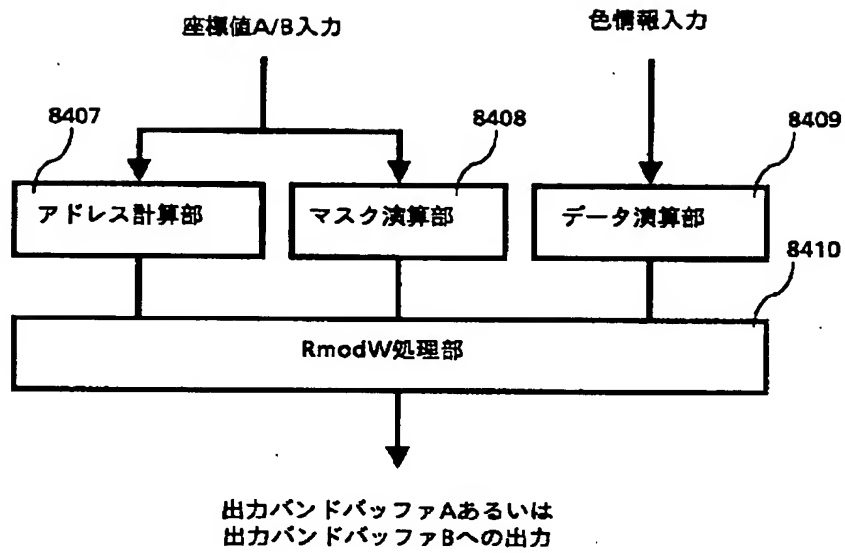 座標値A/B入力
色情報入力
8407
8408
8409
アドレス計算部
マスク演算部
データ演算部
8410
RmodW処理部
出力バンドバッファAあるいは
出力バンドバッファBへの出力